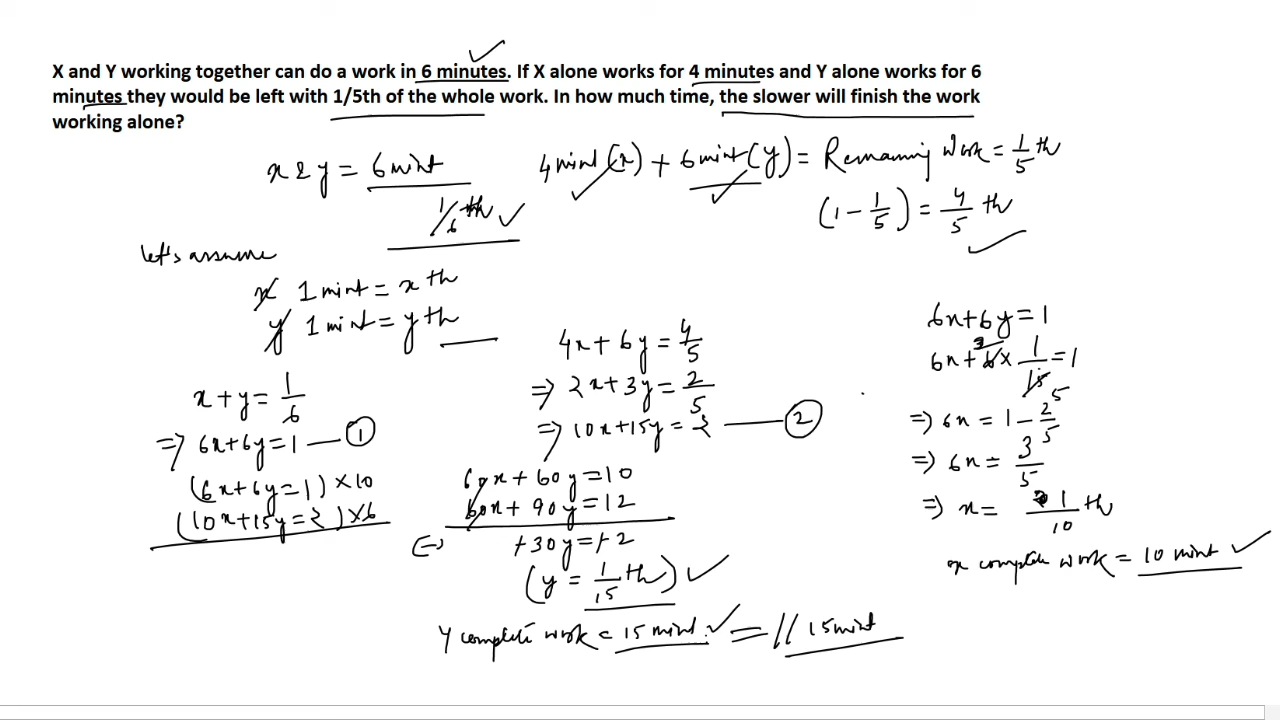 X and Y working together can do a work in 6 minutes. If X alone works for 4 minutes and Y alone works for 6
minutes they would be left with 1/5th of the whole work. In how much time, the slower will finish the work
working alone?
x & y = 6 mint
1/6 th
4 mint (x) + 6 mint (y) = Remaning work = 1/5 th
(1 - 1/5) = 4/5 th
let's assume
x 1 mint = x th
y 1 mint = y th
x + y = 1/6
=> 6x + 6y = 1 — ①
(6x + 6y = 1) × 10
(10x + 15y = 2) × 6
4x + 6y = 4/5
=> 2x + 3y = 2/5
=> 10x + 15y = 2 — ②
60x + 60y = 10
60x + 90y = 12
+30y = +2
(y = 1/15 th)
Y complete work = 15 mint. = // 15 mint
6x + 6y = 1
6x + 6 × 1/15 = 1
=> 6x = 1 - 2/5
=> 6x = 3/5
=> x = 1/10 th
x complete work = 10 mint